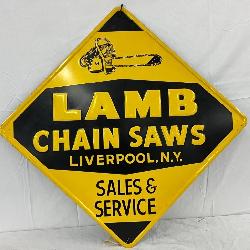 LAMB
CHAIN SAWS
LIVERPOOL, N.Y.
SALES &
SERVICE